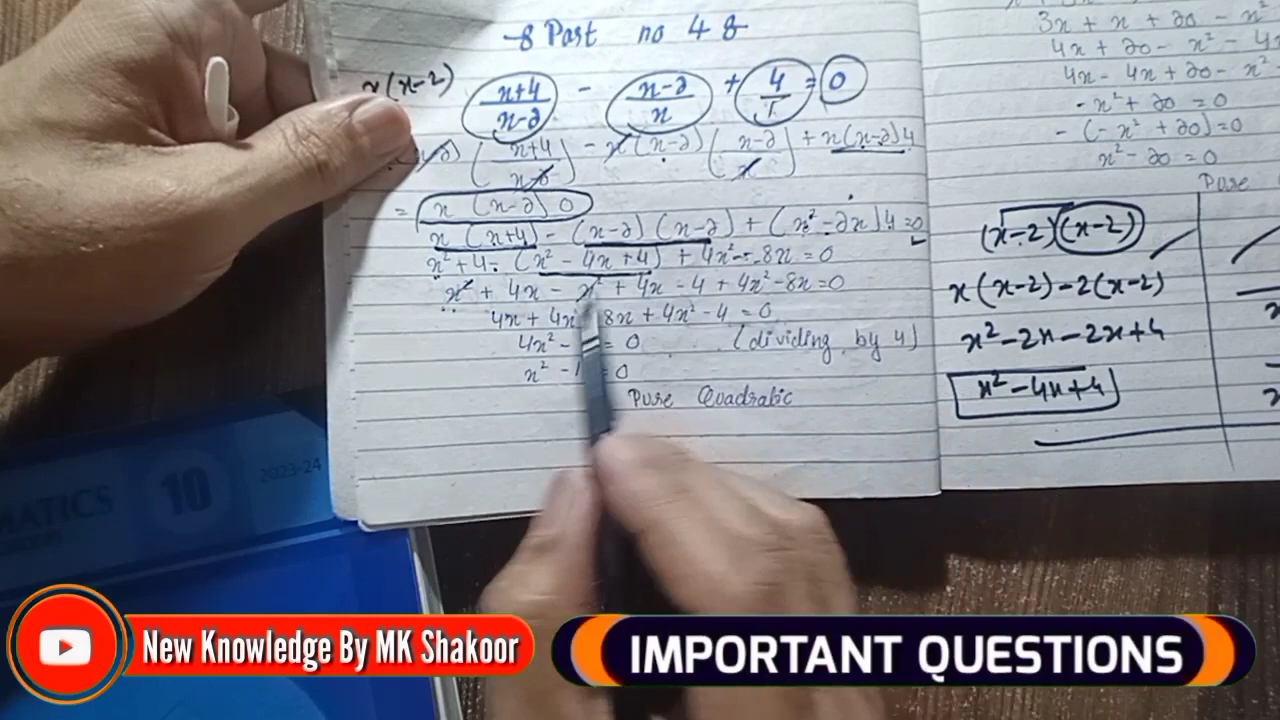 8 Part no 4 8
x(x-2) x+4/x-2 - x-2/x + 4/1 = 0
(x+4/x-2) - x(x-2) (x-2/x) + x(x-2)4
= x (x-2) 0
x (x+4) - (x-2) (x-2) + (x² - 2x) 4 = 0
x² + 4 - (x² - 4x + 4) + 4x² - 8x = 0
x² + 4x - x² + 4x - 4 + 4x² - 8x = 0
4x + 4x 8x + 4x² - 4 = 0
4x² - = 0 (dividing by 4)
x² - 1 = 0
Pure Quadrabic
3x + x + 20 - x²
4x + 20 - x² - 4x
4x - 4x + 20 - x²
- x² + 20 = 0
- (- x² + 20) = 0
x² - 20 = 0
Pure
(x-2)(x-2)
x(x-2)-2(x-2)
x²-2x-2x+4
x²-4x+4
MATICS 10 2023-24
New Knowledge By MK Shakoor
IMPORTANT QUESTIONS